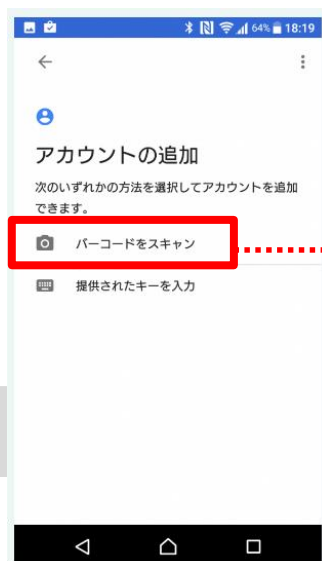 64% 18:19
アカウントの追加
次のいずれかの方法を選択してアカウントを追加
できます。
バーコードをスキャン
提供されたキーを入力